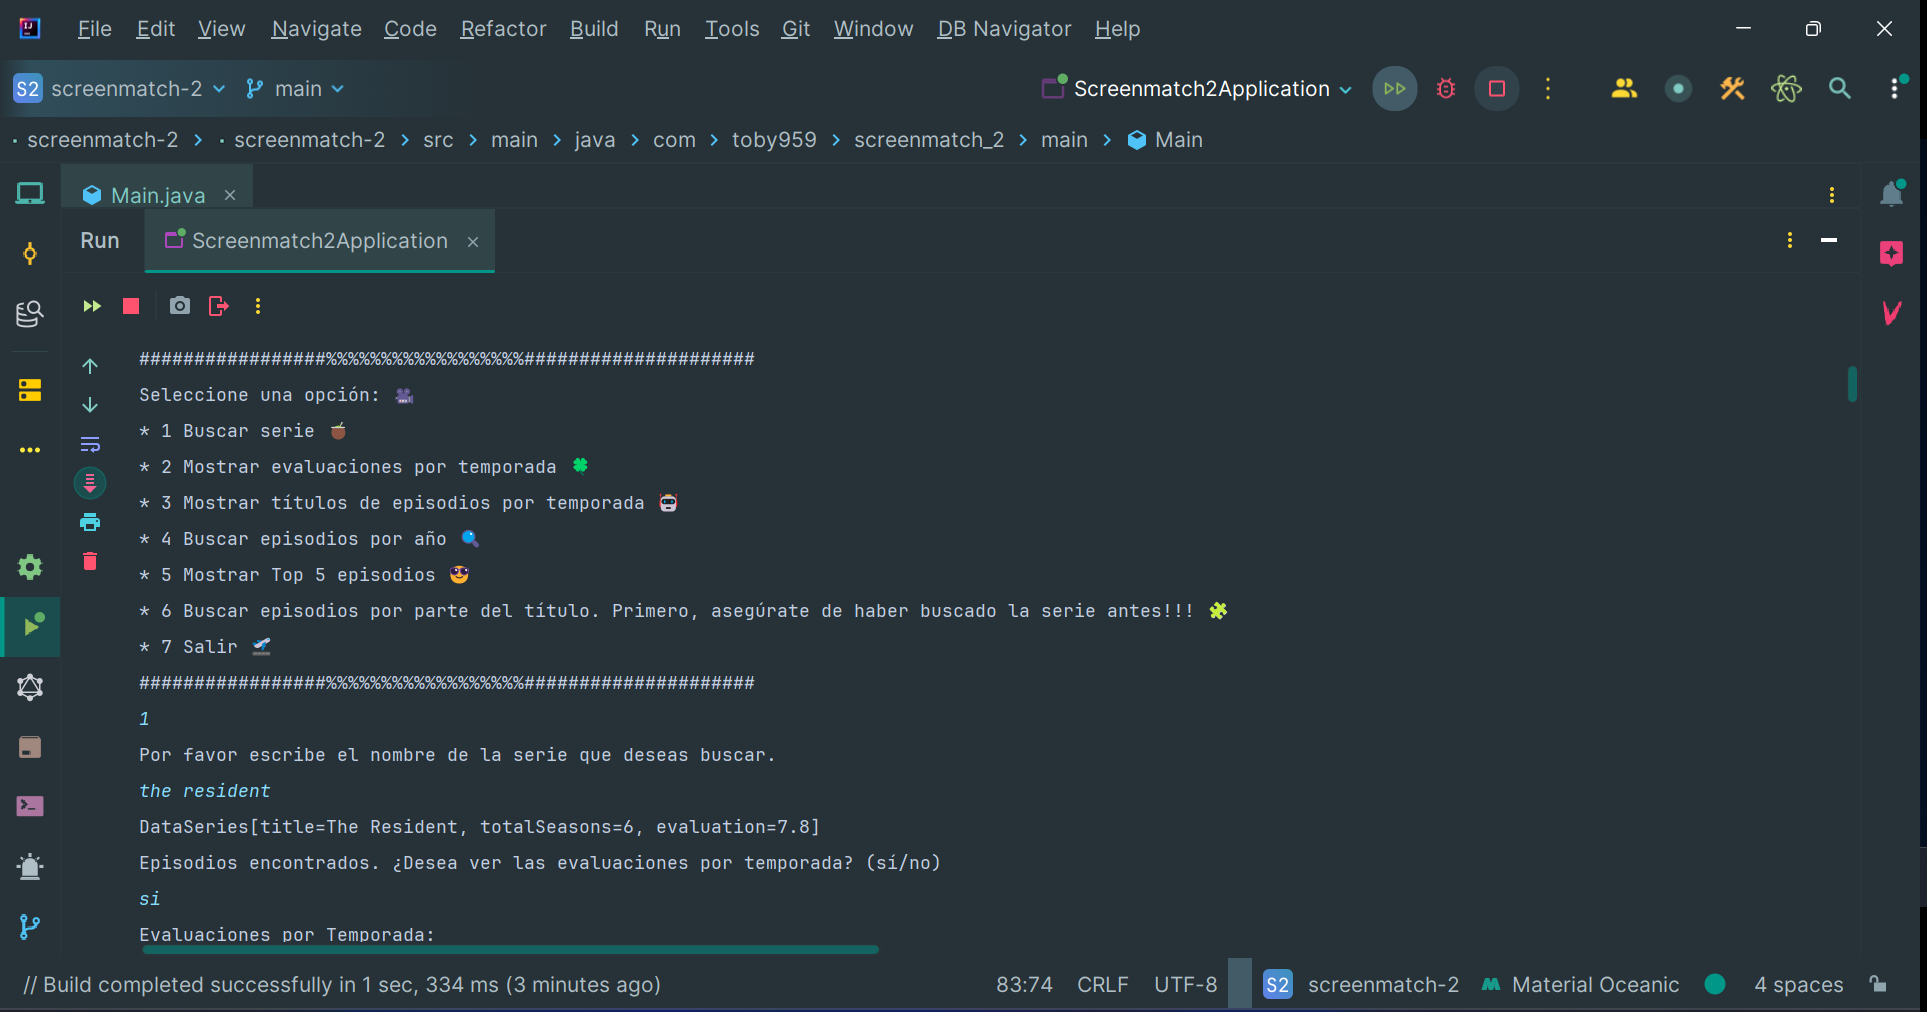 File Edit View Navigate Code Refactor Build Run Tools Git Window DB Navigator Help
S2 screenmatch-2 main Screenmatch2Application
screenmatch-2 screenmatch-2 src main java com toby959 screenmatch_2 main Main
Main.java
Run Screenmatch2Application
#################%%%%%%%%%%%%%%%%%%#####################
Seleccione una opción: 🎥
* 1 Buscar serie 🥥
* 2 Mostrar evaluaciones por temporada 🍀
* 3 Mostrar títulos de episodios por temporada 🤖
* 4 Buscar episodios por año 🔍
* 5 Mostrar Top 5 episodios 😎
* 6 Buscar episodios por parte del título. Primero, asegúrate de haber buscado la serie antes!!! 🧩
* 7 Salir 🛫
#################%%%%%%%%%%%%%%%%%%#####################
1
Por favor escribe el nombre de la serie que deseas buscar.
the resident
DataSeries[title=The Resident, totalSeasons=6, evaluation=7.8]
Episodios encontrados. ¿Desea ver las evaluaciones por temporada? (sí/no)
si
Evaluaciones por Temporada:
// Build completed successfully in 1 sec, 334 ms (3 minutes ago) 83:74 CRLF UTF-8 S2 screenmatch-2 Material Oceanic 4 spaces